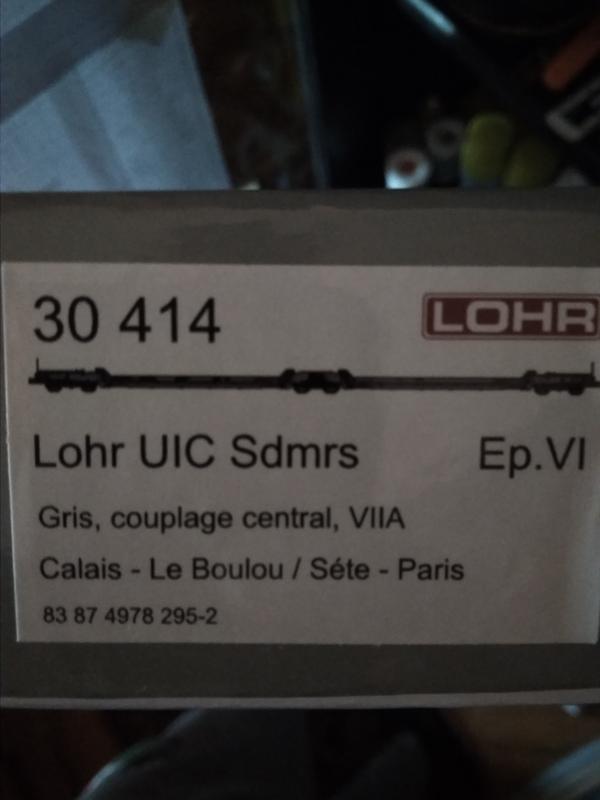 30 414
LOHR
Lohr UIC Sdmrs
Ep.VI
Gris, couplage central, VIIA
Calais - Le Boulou / Séte - Paris
83 87 4978 295-2